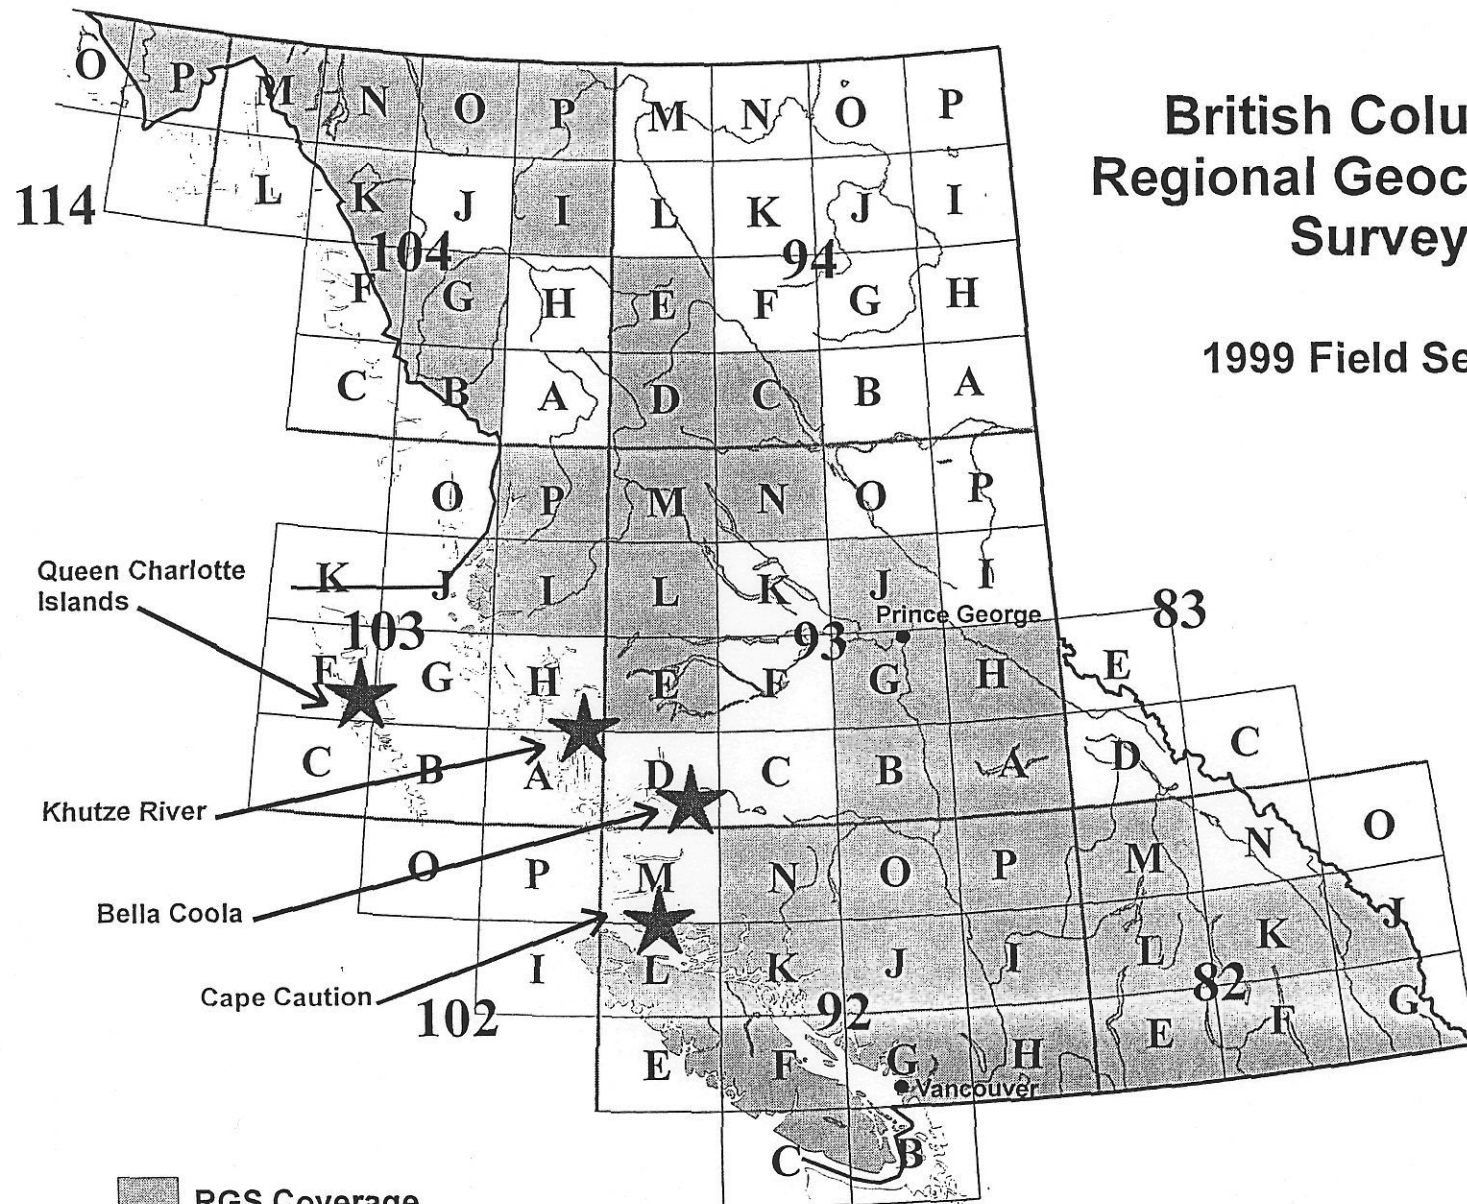 British Colu
Regional Geoc
Survey
1999 Field Se
O P M N O P M N O P
114
L K J I L K J I
104
94
F G H E F G H
C B A D C B A
O P M N O P
Queen Charlotte
Islands
K J I L K J I
Prince George
103
93
83
F G H E F G H E
C B A D C B A D C
Khutze River
O P M N O P M N O
Bella Coola
I L K J I L K J
Cape Caution
102
92
82
E F G H E F G
Vancouver
C B
RGS Coverage